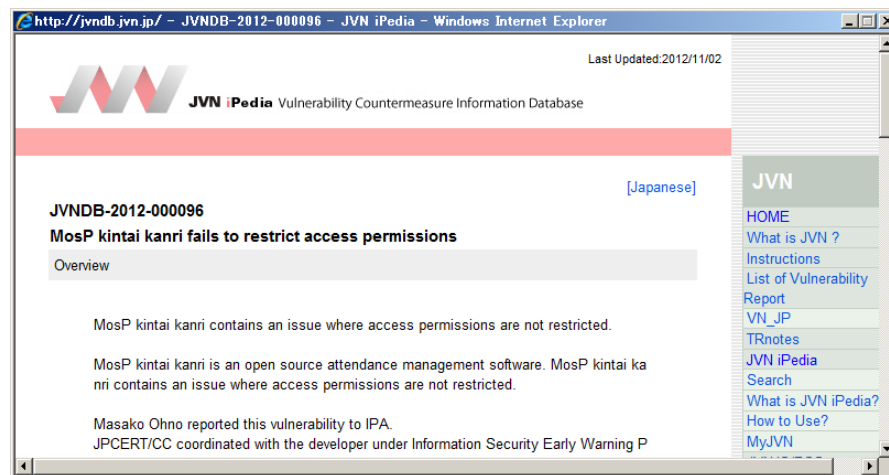 http://jvndb.jvn.jp/ - JVNDB-2012-000096 - JVN iPedia - Windows Internet Explorer
Last Updated:2012/11/02
JVN iPedia Vulnerability Countermeasure Information Database
[Japanese]
JVNDB-2012-000096
MosP kintai kanri fails to restrict access permissions
Overview
MosP kintai kanri contains an issue where access permissions are not restricted.
MosP kintai kanri is an open source attendance management software. MosP kintai ka
nri contains an issue where access permissions are not restricted.
Masako Ohno reported this vulnerability to IPA.
JPCERT/CC coordinated with the developer under Information Security Early Warning P
JVN
HOME
What is JVN ?
Instructions
List of Vulnerability
Report
VN_JP
TRnotes
JVN iPedia
Search
What is JVN iPedia?
How to Use?
MyJVN